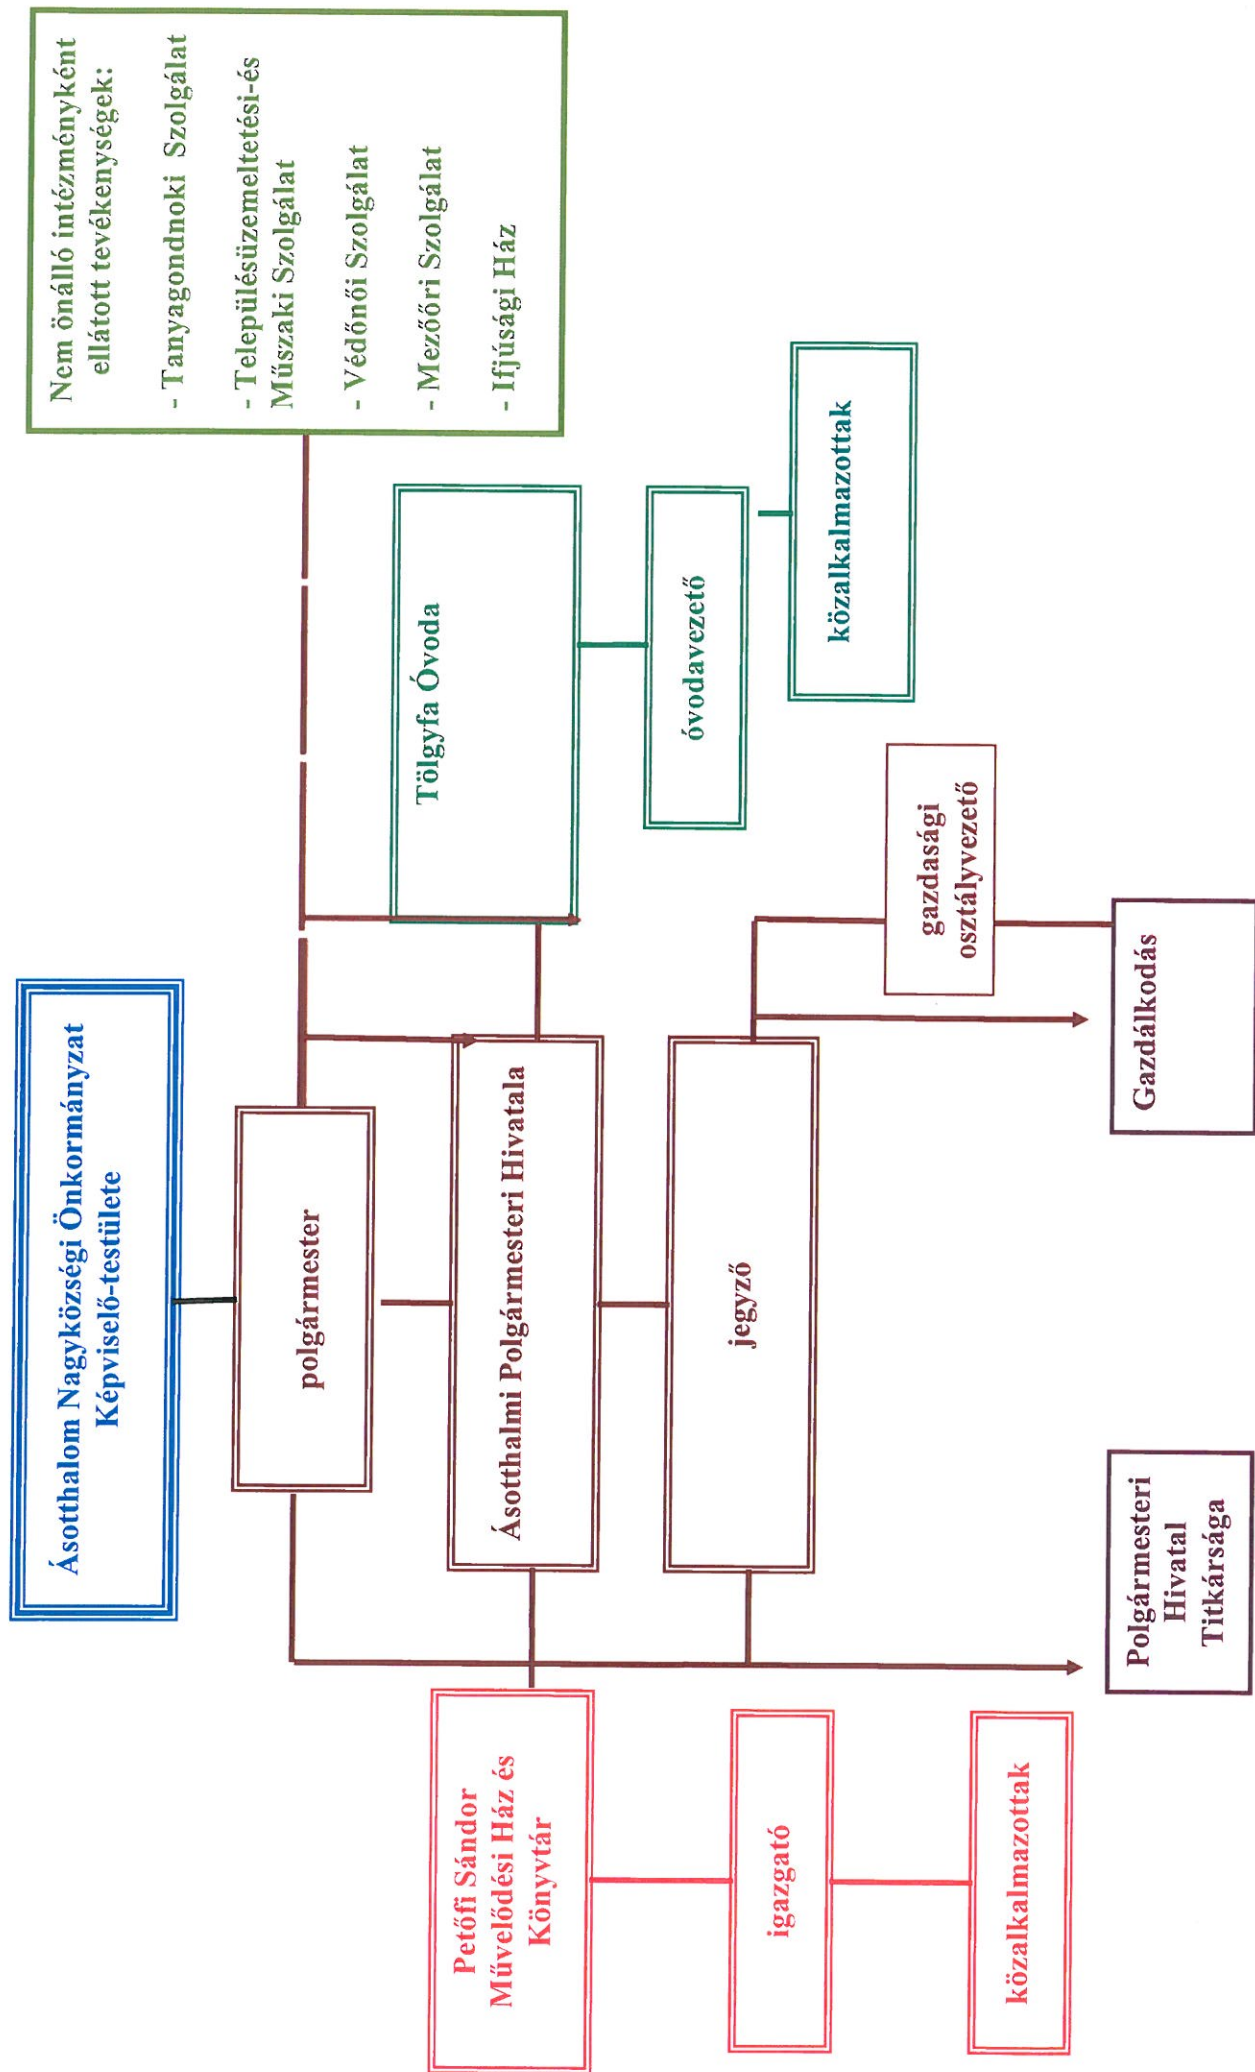 Ásotthalom Nagyközségi Önkormányzat
Képviselő-testülete
Nem önálló intézményként
ellátott tevékenységek:
- Tanyagondnoki Szolgálat
- Településüzemeltetési-és
Műszaki Szolgálat
- Védőnői Szolgálat
- Mezőőri Szolgálat
- Ifjúsági Ház
polgármester
Petőfi Sándor
Művelődési Ház és
Könyvtár
Ásotthalmi Polgármesteri Hivatala
Tölgyfa Óvoda
igazgató
jegyző
óvodavezető
közalkalmazottak
gazdasági
osztályvezető
közalkalmazottak
Polgármesteri
Hivatal
Titkársága
Gazdálkodás